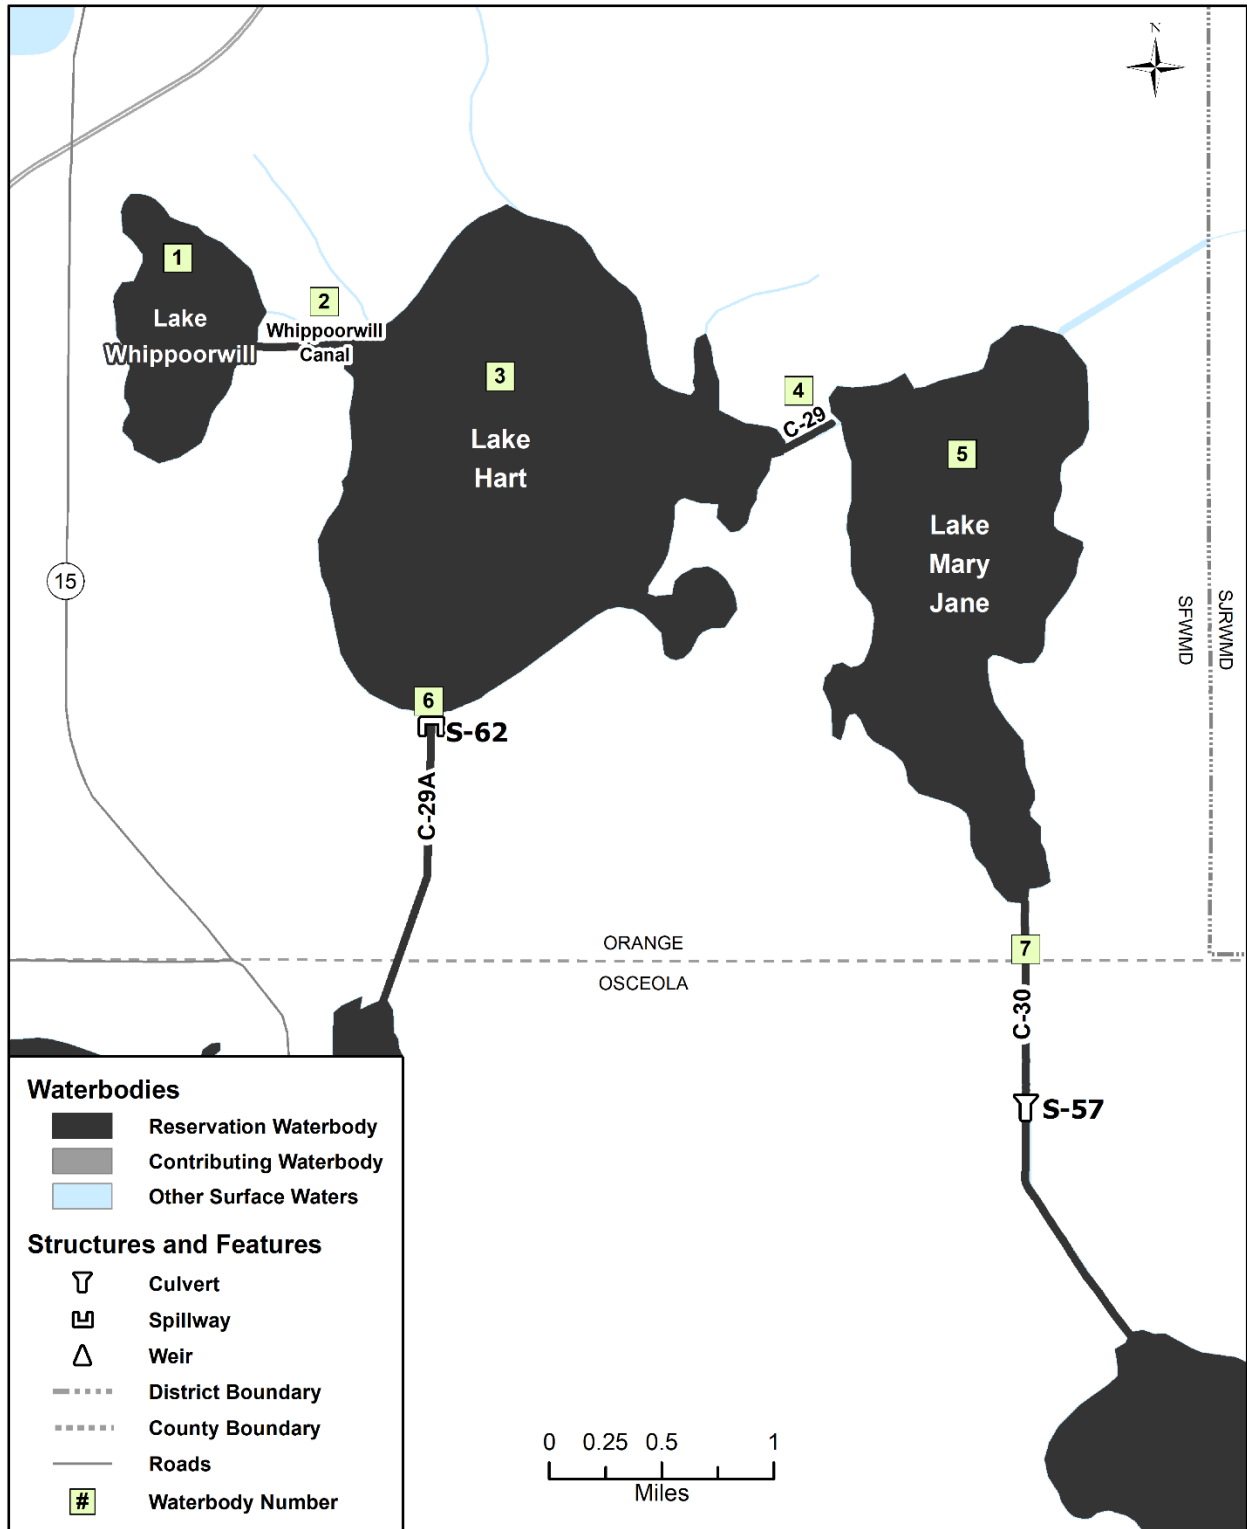 N
1
Lake
Whippoorwill
2
Whippoorwill
Canal
3
Lake
Hart
4
C-29
5
Lake
Mary
Jane
15
SFWMD
SJRWMD
6
S-62
C-29A
ORANGE
OSCEOLA
7
C-30
S-57
Waterbodies
Reservation Waterbody
Contributing Waterbody
Other Surface Waters
Structures and Features
Culvert
Spillway
Weir
District Boundary
County Boundary
Roads
# Waterbody Number
0 0.25 0.5 1
Miles